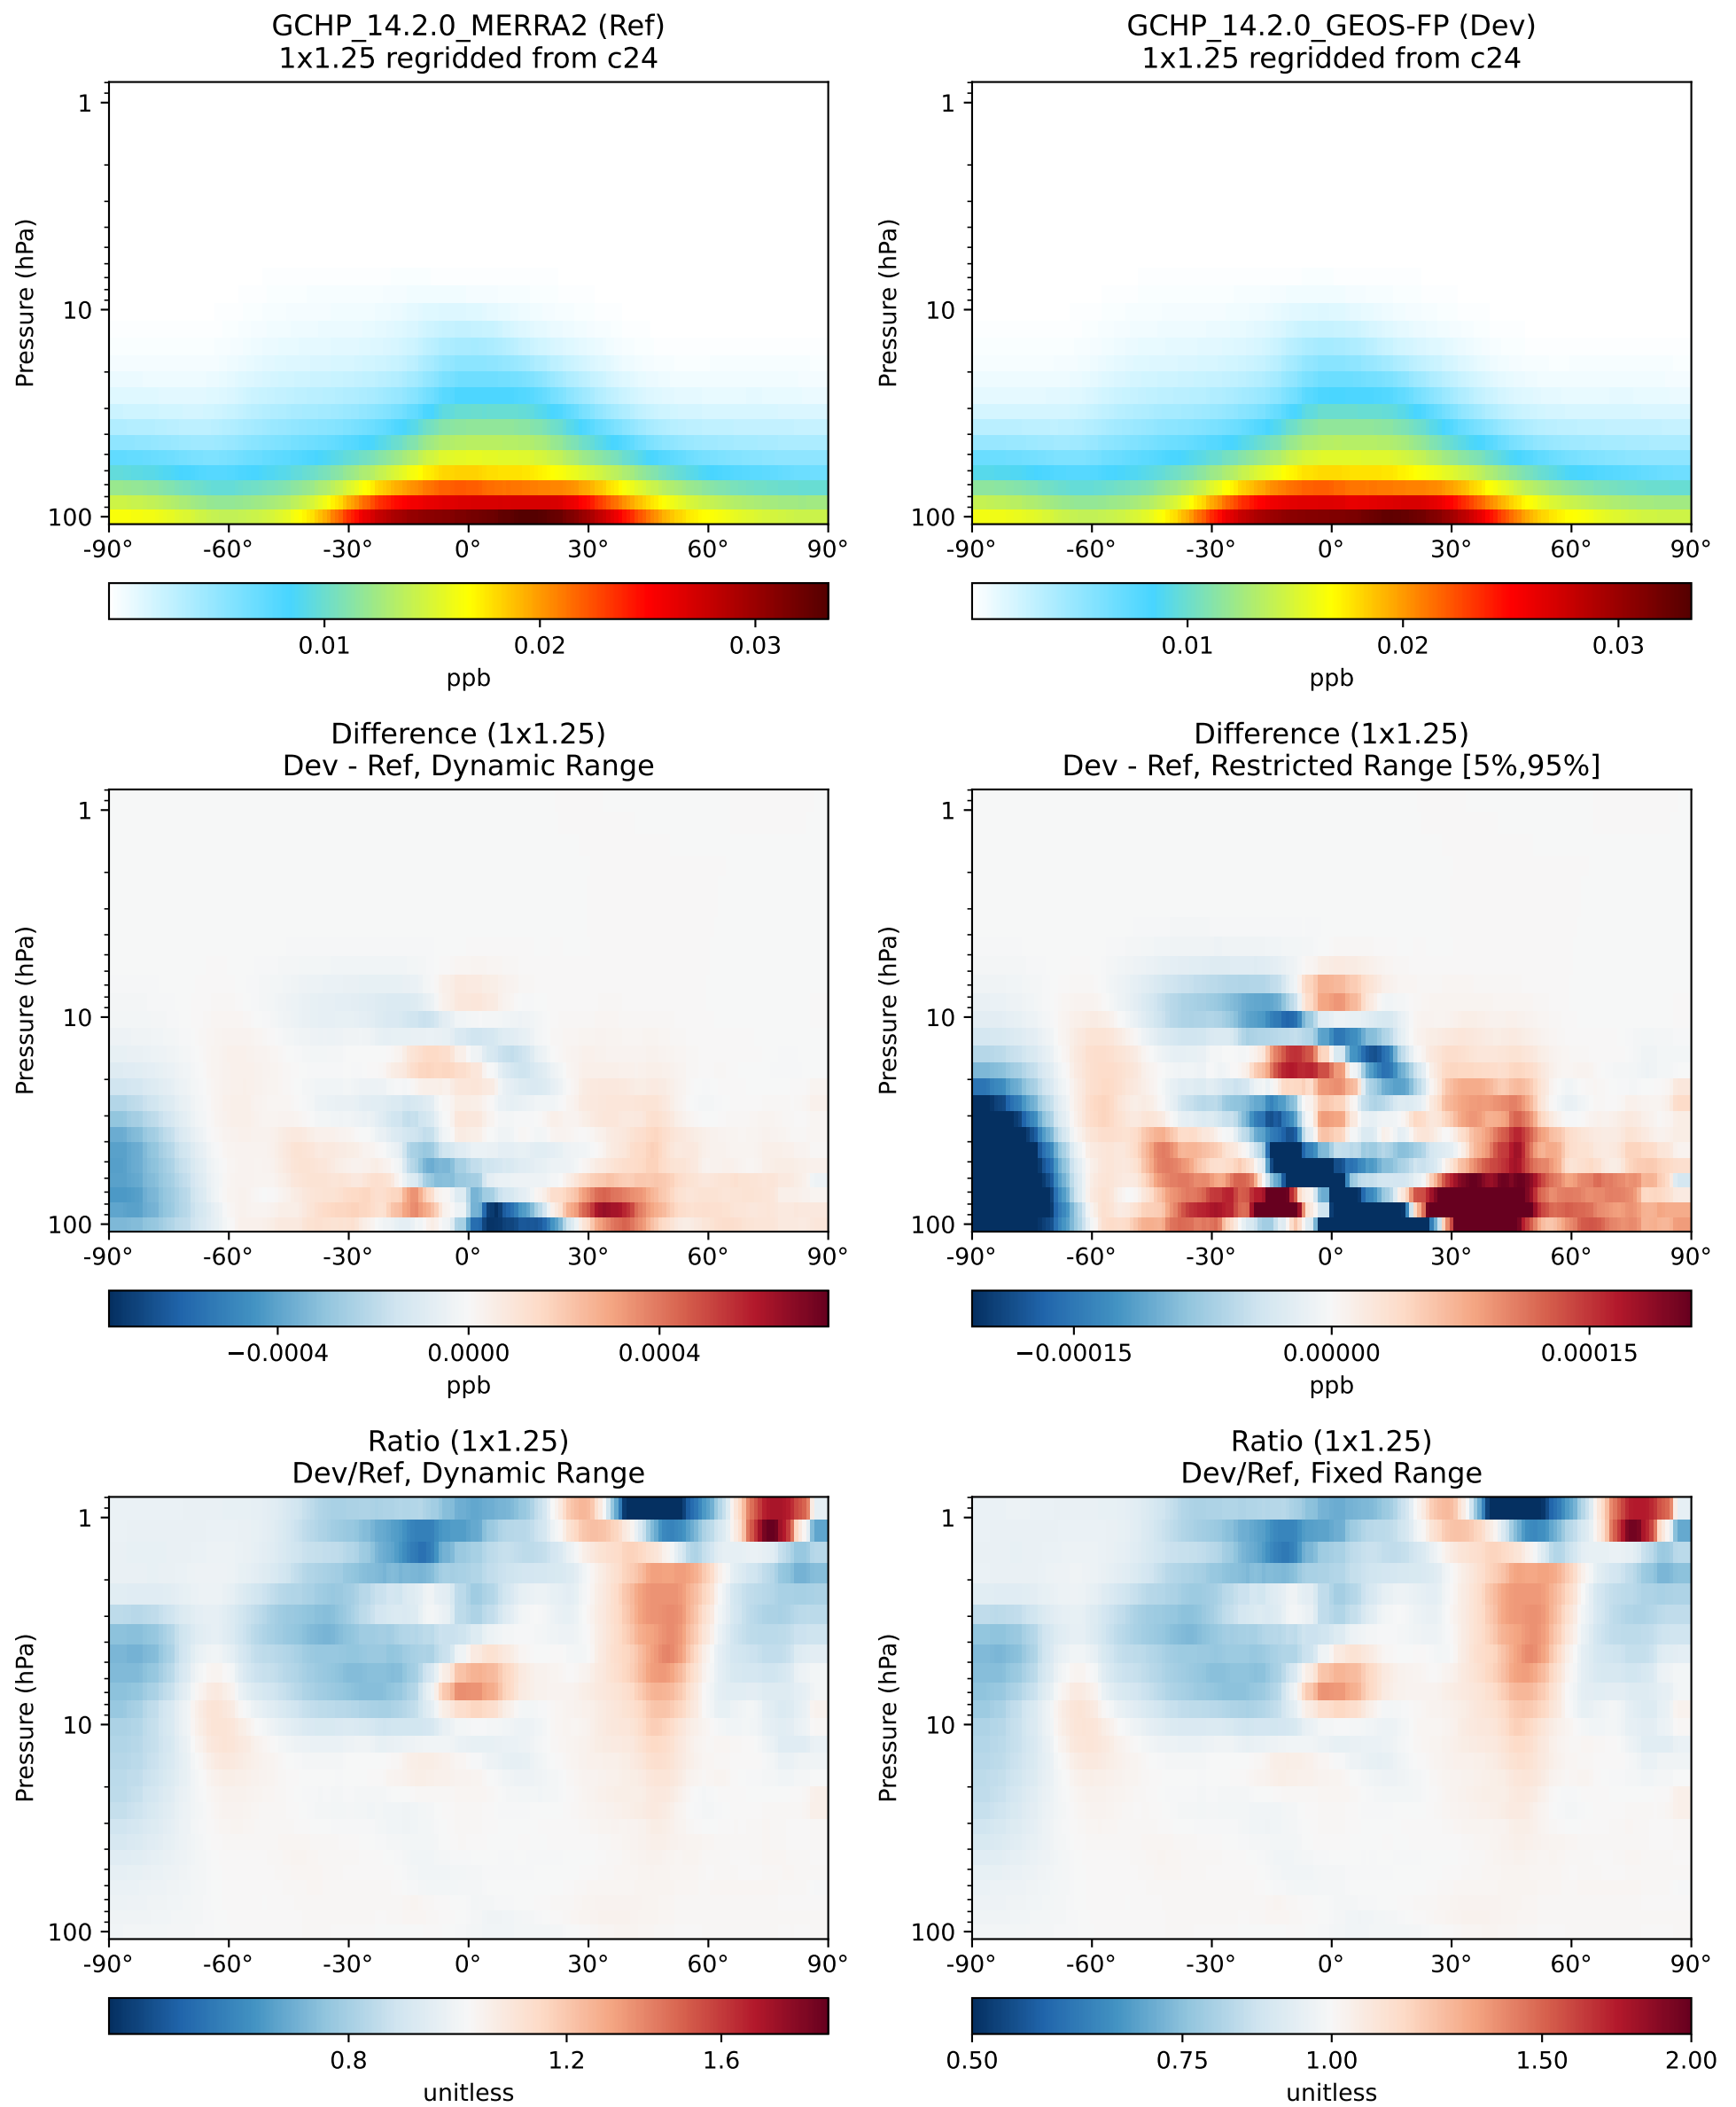 GCHP_14.2.0_MERRA2 (Ref)
1x1.25 regridded from c24
Pressure (hPa)
1
10
100
-90° -60° -30° 0° 30° 60° 90°
0.01 0.02 0.03
ppb
GCHP_14.2.0_GEOS-FP (Dev)
1x1.25 regridded from c24
Pressure (hPa)
1
10
100
-90° -60° -30° 0° 30° 60° 90°
0.01 0.02 0.03
ppb
Difference (1x1.25)
Dev - Ref, Dynamic Range
Pressure (hPa)
1
10
100
-90° -60° -30° 0° 30° 60° 90°
−0.0004 0.0000 0.0004
ppb
Difference (1x1.25)
Dev - Ref, Restricted Range [5%,95%]
Pressure (hPa)
1
10
100
-90° -60° -30° 0° 30° 60° 90°
−0.00015 0.00000 0.00015
ppb
Ratio (1x1.25)
Dev/Ref, Dynamic Range
Pressure (hPa)
1
10
100
-90° -60° -30° 0° 30° 60° 90°
0.8 1.2 1.6
unitless
Ratio (1x1.25)
Dev/Ref, Fixed Range
Pressure (hPa)
1
10
100
-90° -60° -30° 0° 30° 60° 90°
0.50 0.75 1.00 1.50 2.00
unitless